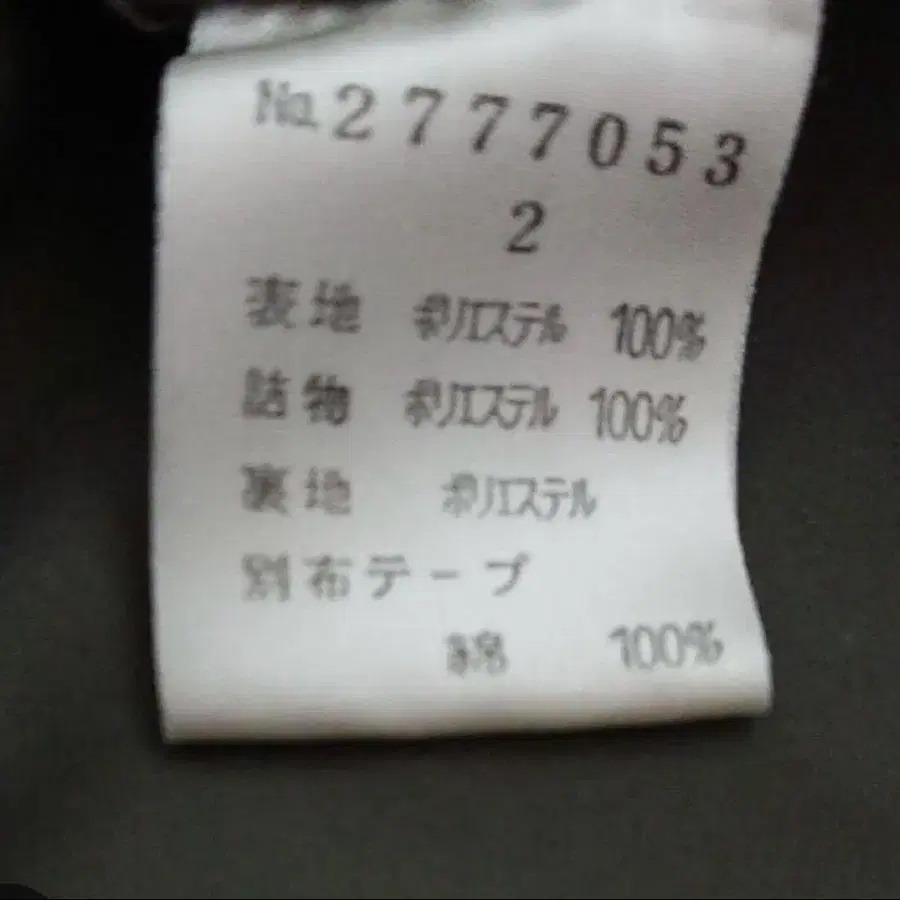 No.2777053
2
表地 ポリエステル 100%
詰物 ポリエステル 100%
裏地 ポリエステル
別布テープ
綿 100%